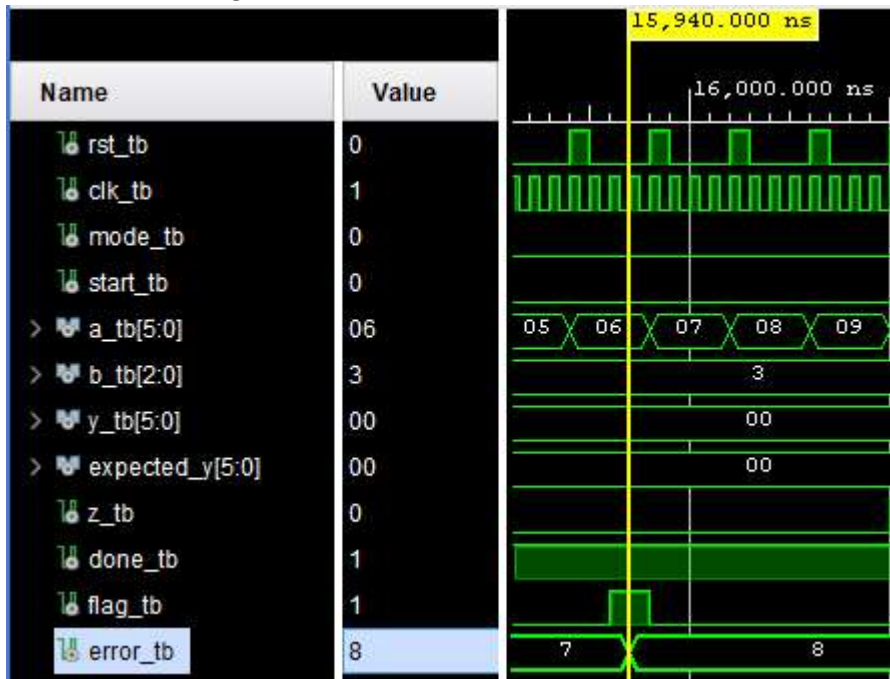 15,940.000 ns
Name Value 16,000.000 ns
rst_tb 0
clk_tb 1
mode_tb 0
start_tb 0
a_tb[5:0] 06 05 06 07 08 09
b_tb[2:0] 3 3
y_tb[5:0] 00 00
expected_y[5:0] 00 00
z_tb 0
done_tb 1
flag_tb 1
error_tb 8 7 8